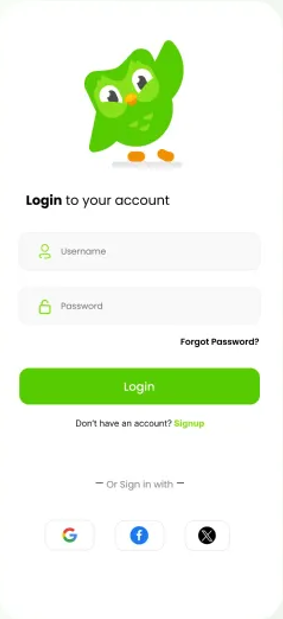 Login to your account
Username
Password
Forgot Password?
Login
Don't have an account? Signup
— Or Sign in with —